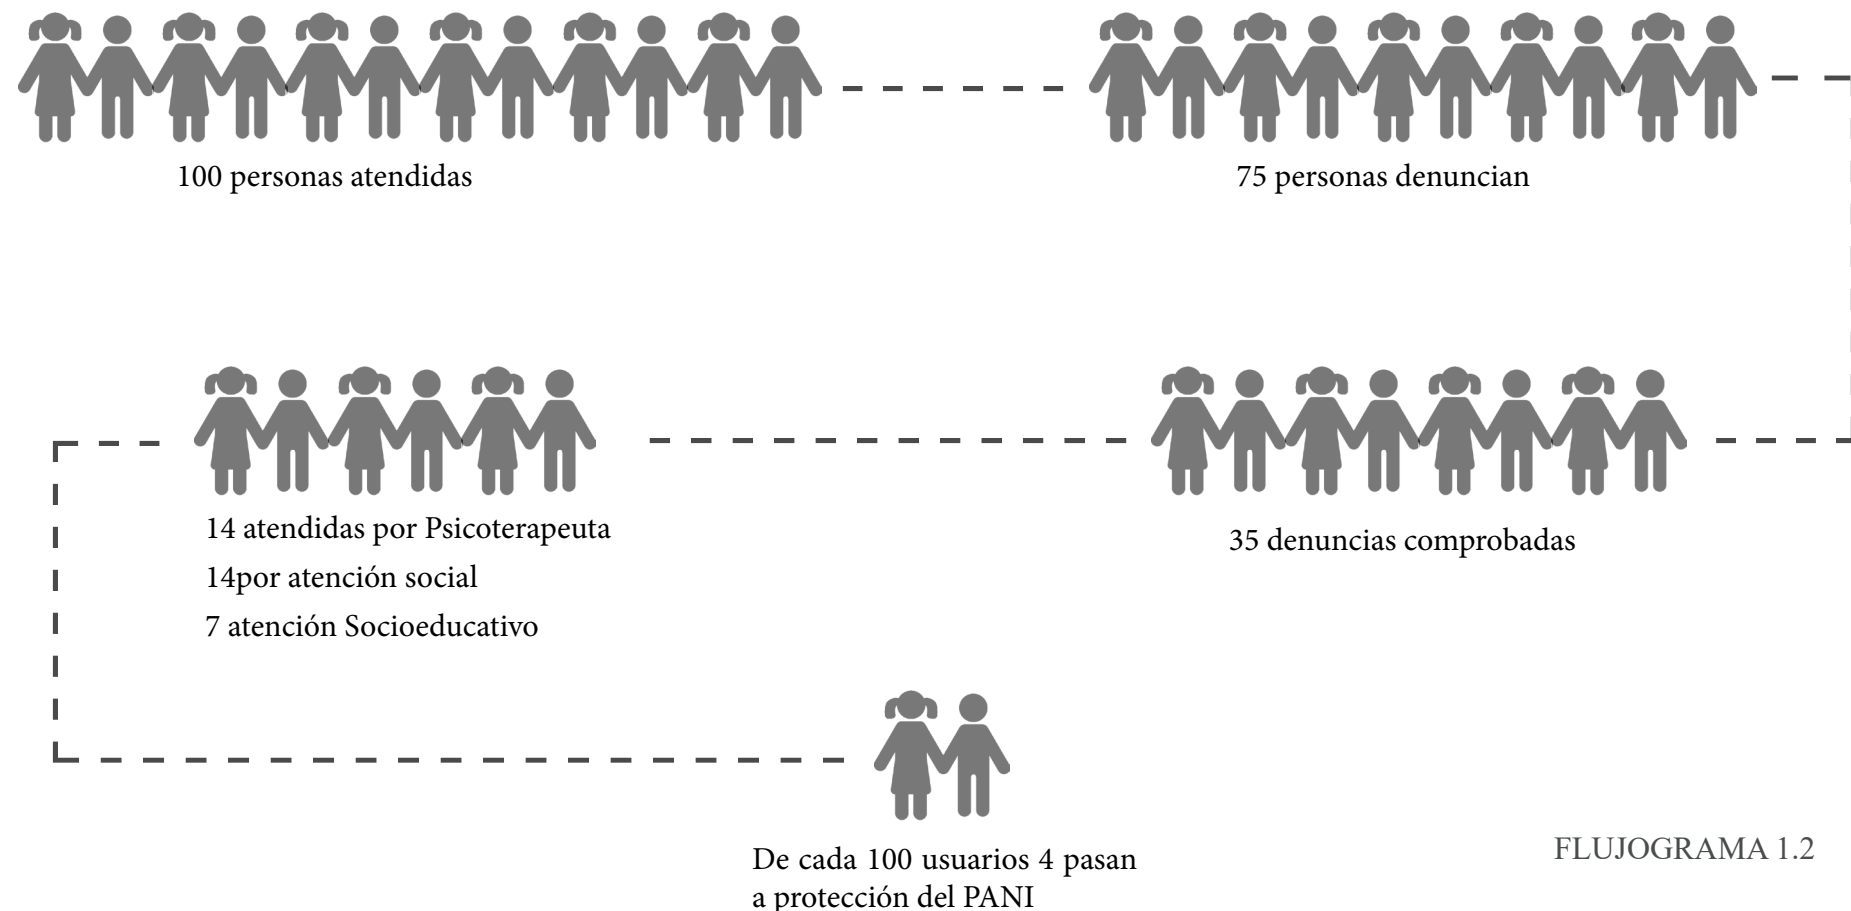 100 personas atendidas
75 personas denuncian
35 denuncias comprobadas
14 atendidas por Psicoterapeuta
14por atención social
7 atención Socioeducativo
De cada 100 usuarios 4 pasan
a protección del PANI
FLUJOGRAMA 1.2